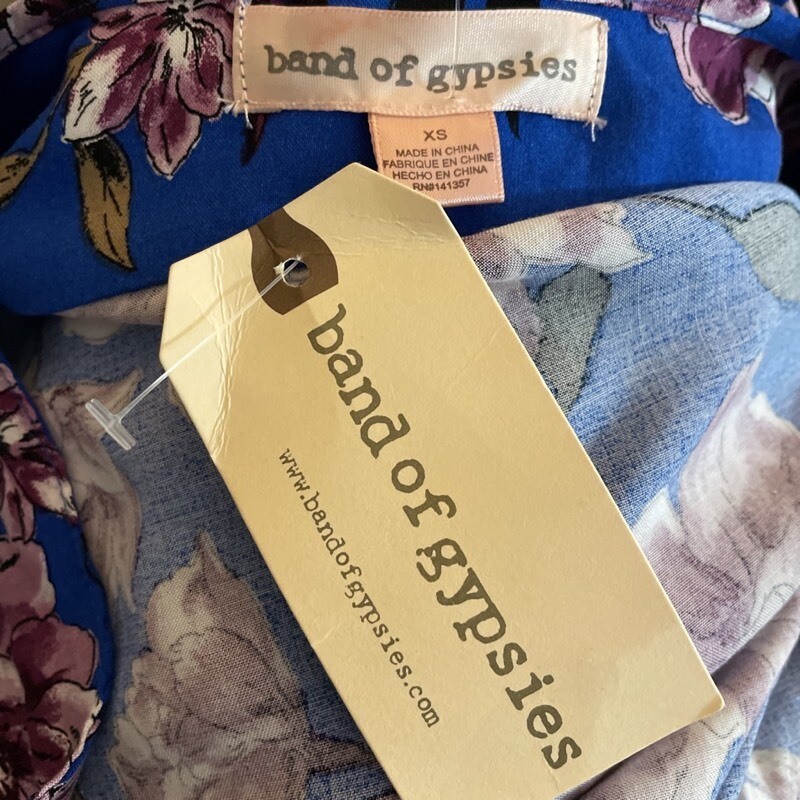 band of gypsies
XS
MADE IN CHINA
FABRIQUE EN CHINE
HECHO EN CHINA
RN#141357
band of gypsies
www.bandofgypsies.com